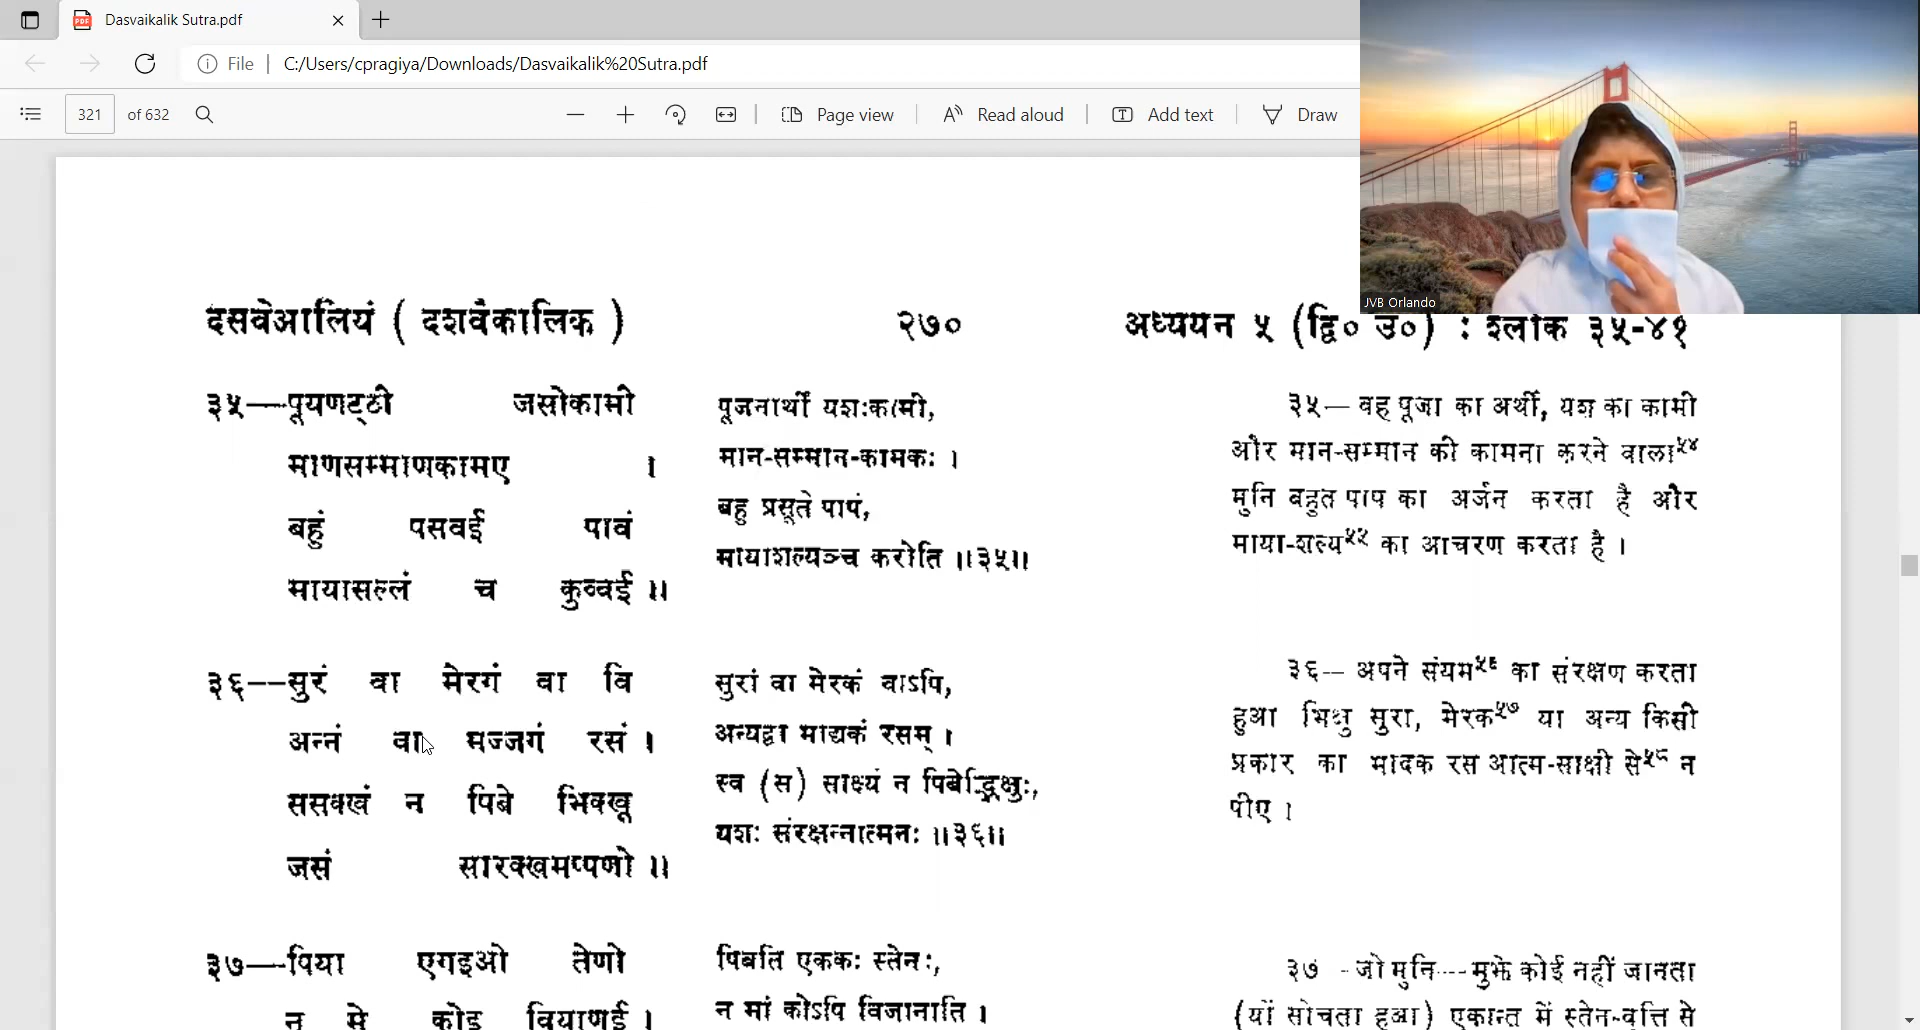 Dasvaikalik Sutra.pdf
File C:/Users/cpragiya/Downloads/Dasvaikalik%20Sutra.pdf
321 of 632 Page view Read aloud Add text Draw
JVB Orlando
दसवेआलियं ( दशवैकालिक ) २७० अध्ययन ५ (द्वि० उ०) : श्लोक ३५-४१
३५—पूयणट्ठी जसोकामी
माणसम्माणकामए ।
बहुं पसवई पावं
मायासल्लं च कुव्वई ॥
पूजनार्थी यशःकामी,
मान-सम्मान-कामकः ।
बहु प्रसूते पापं,
मायाशल्यञ्च करोति ॥३५॥
३५— वह पूजा का अर्थी, यश का कामी
और मान-सम्मान की कामना करने वाला५४
मुनि बहुत पाप का अर्जन करता है और
माया-शल्य५५ का आचरण करता है ।
३६--सुरं वा मेरगं वा वि
अन्नं वा मज्जगं रसं ।
ससक्खं न पिबे भिक्खू
जसं सारक्खमप्पणो ॥
सुरां वा मेरकं वाऽपि,
अन्यद्वा माद्यकं रसम् ।
स्व (स) साक्ष्यं न पिबेद्भिक्षुः,
यशः संरक्षन्नात्मनः ॥३६॥
३६-- अपने संयम५६ का संरक्षण करता
हुआ भिक्षु सुरा, मेरक५७ या अन्य किसी
प्रकार का मादक रस आत्म-साक्षी से५८ न
पीए ।
३७—पिया एगइओ तेणो
न मे कोइ वियाणई ।
पिबति एककः स्तेनः,
न मां कोऽपि विजानाति ।
३७ -जो मुनि---मुझे कोई नहीं जानता
(यों सोचता हुआ) एकान्त में स्तेन-वृत्ति से